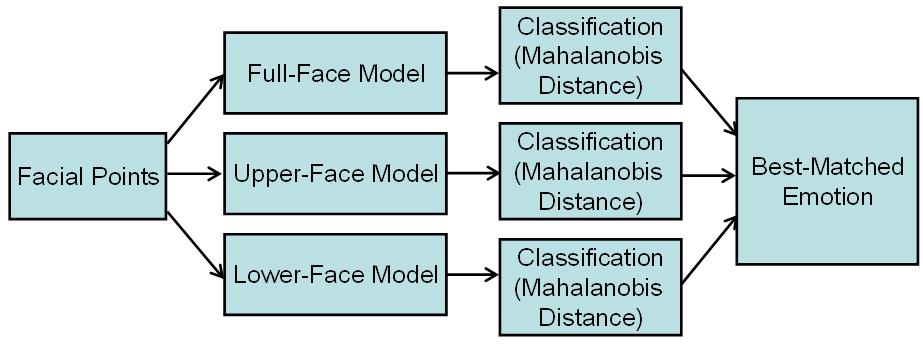 Facial Points
Full-Face Model
Classification
(Mahalanobis
Distance)
Upper-Face Model
Classification
(Mahalanobis
Distance)
Lower-Face Model
Classification
(Mahalanobis
Distance)
Best-Matched
Emotion